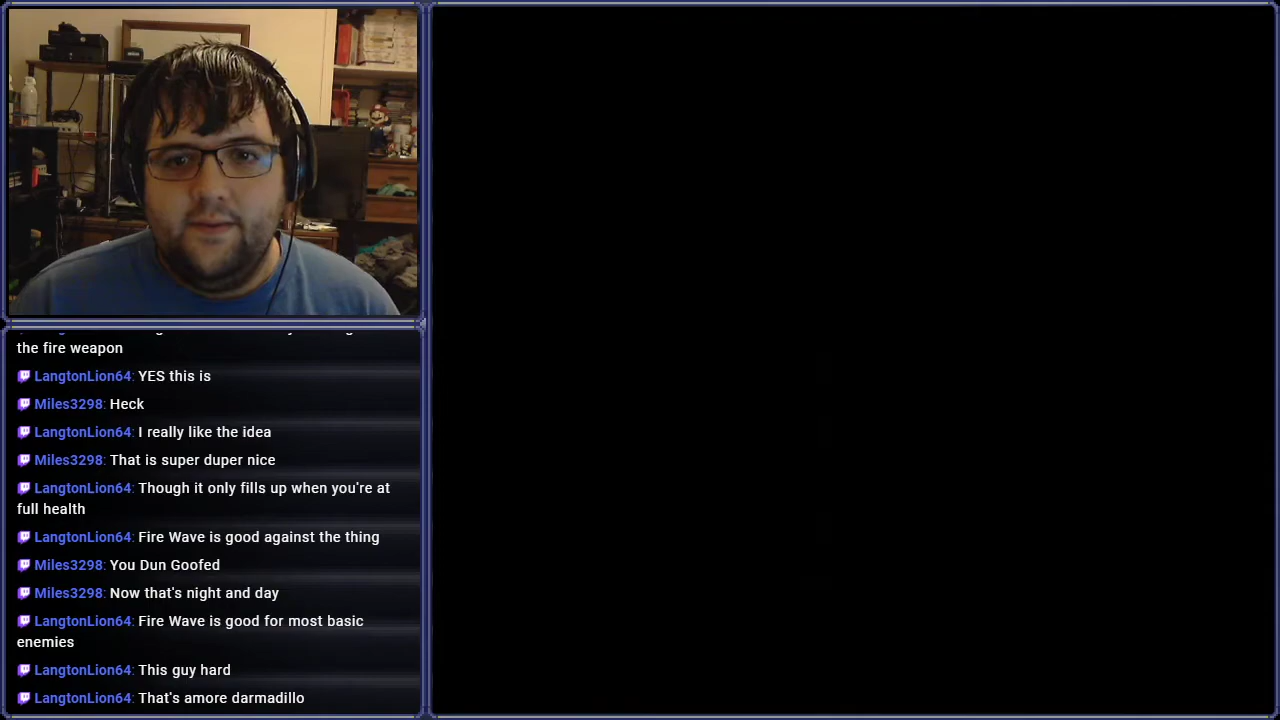 the fire weapon
LangtonLion64: YES this is
Miles3298: Heck
LangtonLion64: I really like the idea
Miles3298: That is super duper nice
LangtonLion64: Though it only fills up when you're at
full health
LangtonLion64: Fire Wave is good against the thing
Miles3298: You Dun Goofed
Miles3298: Now that's night and day
LangtonLion64: Fire Wave is good for most basic
enemies
LangtonLion64: This guy hard
LangtonLion64: That's amore darmadillo